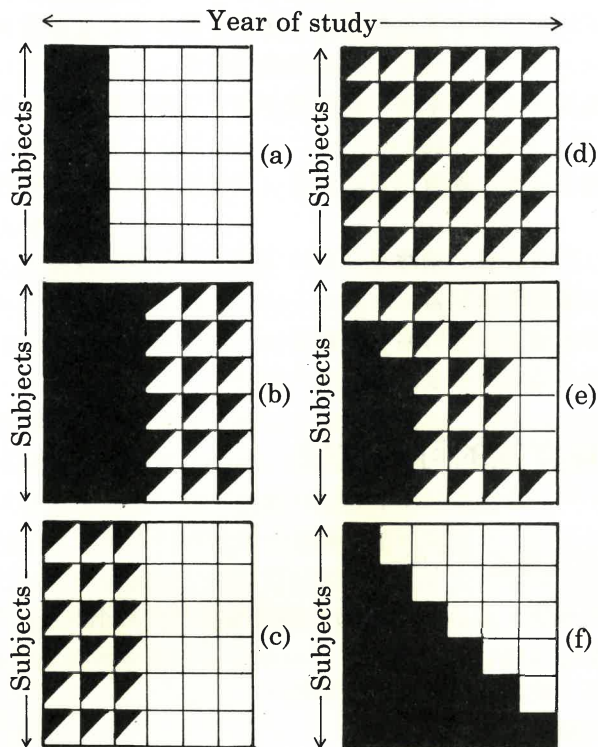 Year of study
Subjects
(a)
Subjects
(d)
Subjects
(b)
Subjects
(e)
Subjects
(c)
Subjects
(f)